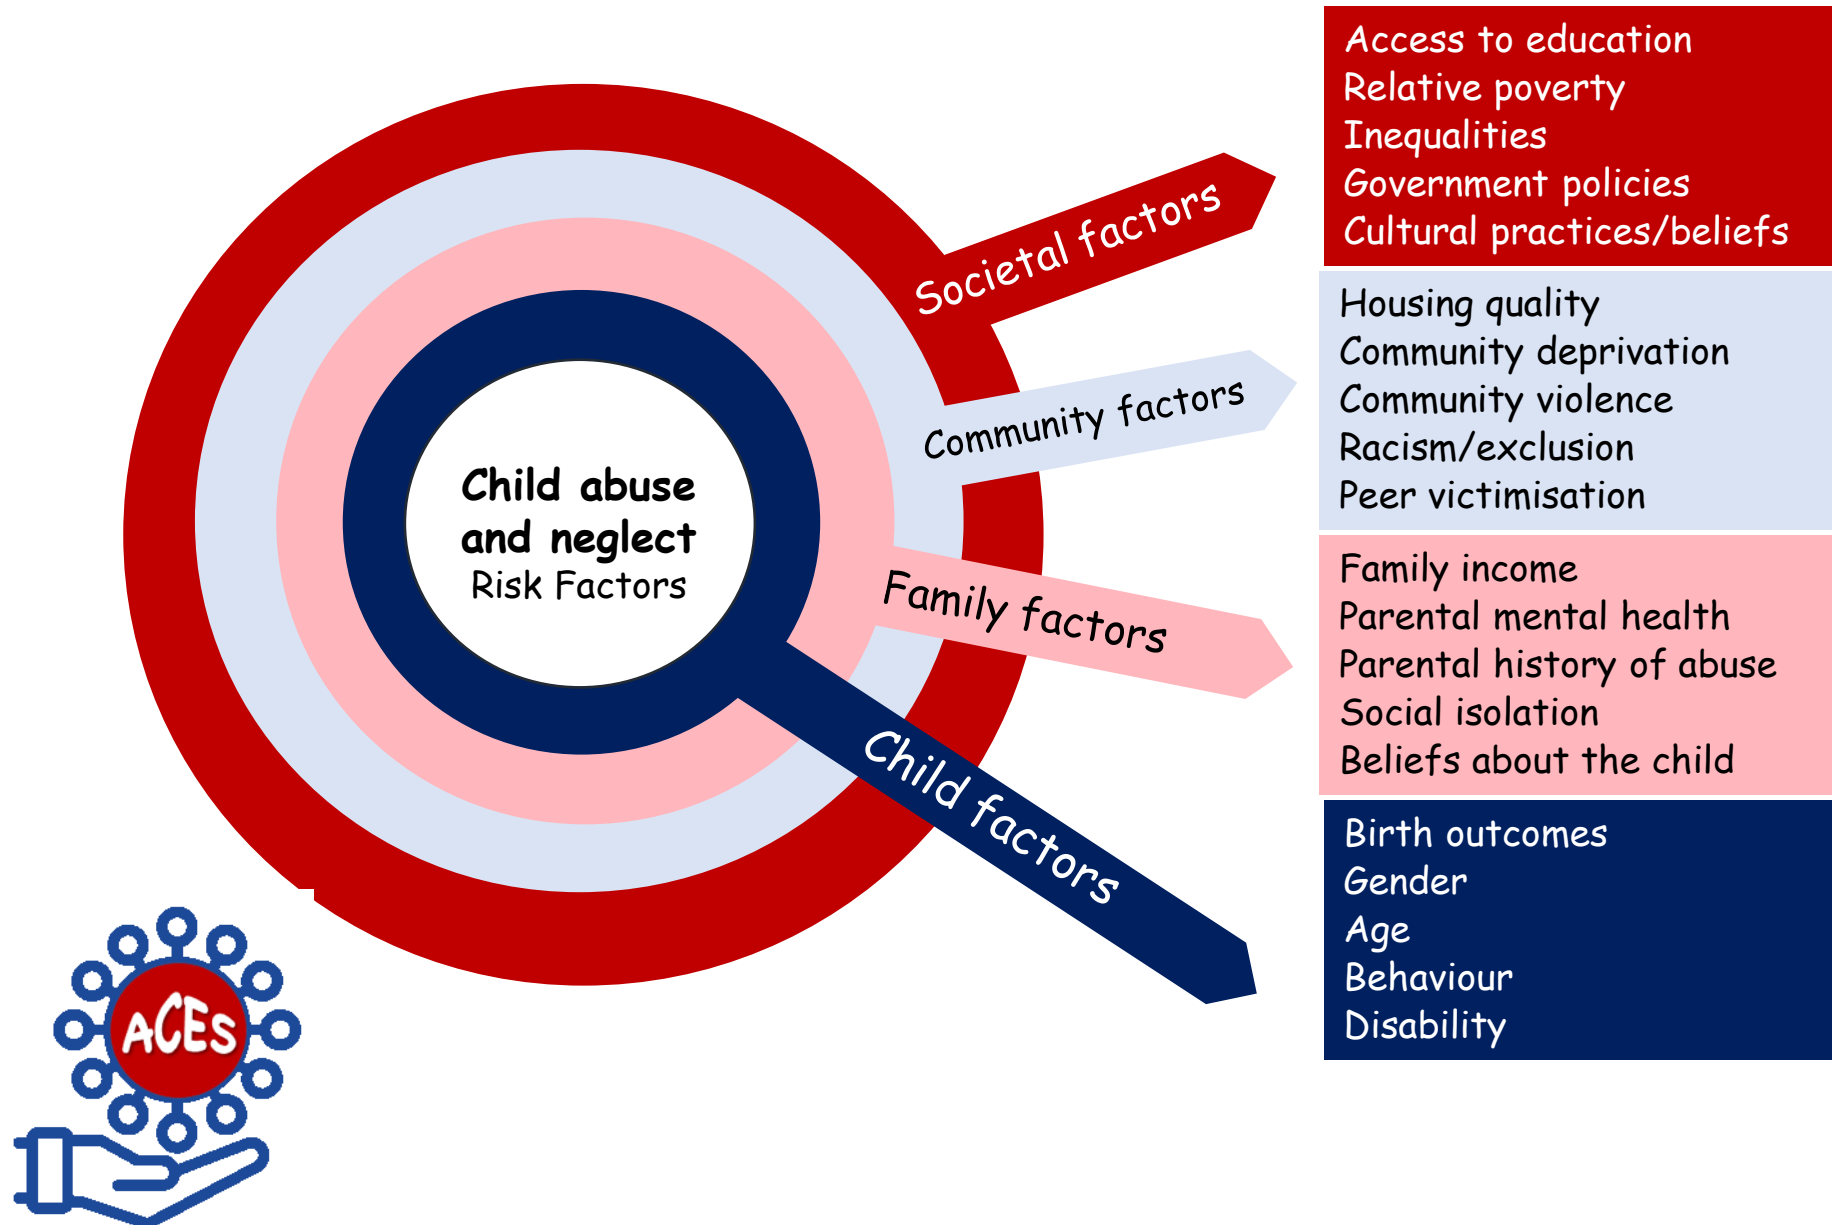 Access to education
Relative poverty
Inequalities
Government policies
Cultural practices/beliefs
Societal factors
Housing quality
Community deprivation
Community violence
Racism/exclusion
Peer victimisation
Community factors
Child abuse
and neglect
Risk Factors
Family factors
Family income
Parental mental health
Parental history of abuse
Social isolation
Beliefs about the child
Child factors
Birth outcomes
Gender
Age
Behaviour
Disability
ACEs